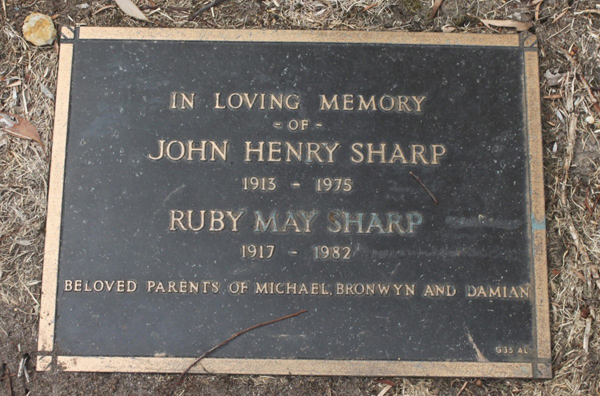 IN LOVING MEMORY
- OF -
JOHN HENRY SHARP
1913 - 1975
RUBY MAY SHARP
1917 - 1982
BELOVED PARENTS, OF MICHAEL, BRONWYN AND DAMIAN